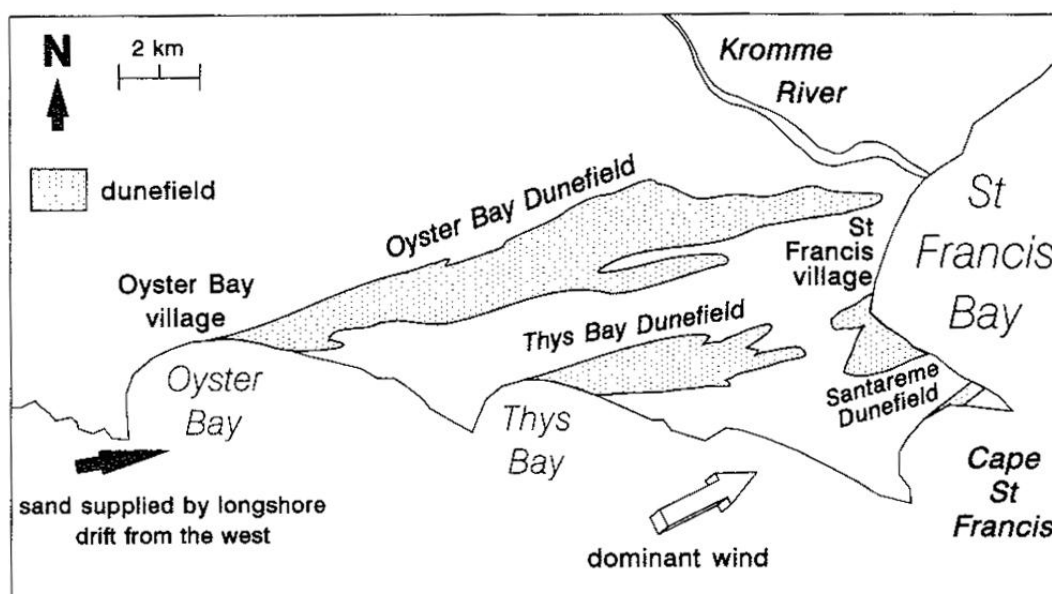 N
2 km
dunefield
Kromme
River
Oyster Bay Dunefield
St
Francis
village
St
Francis
Bay
Oyster Bay
village
Thys Bay Dunefield
Oyster
Bay
Santareme
Dunefield
Thys
Bay
sand supplied by longshore
drift from the west
dominant wind
Cape
St
Francis